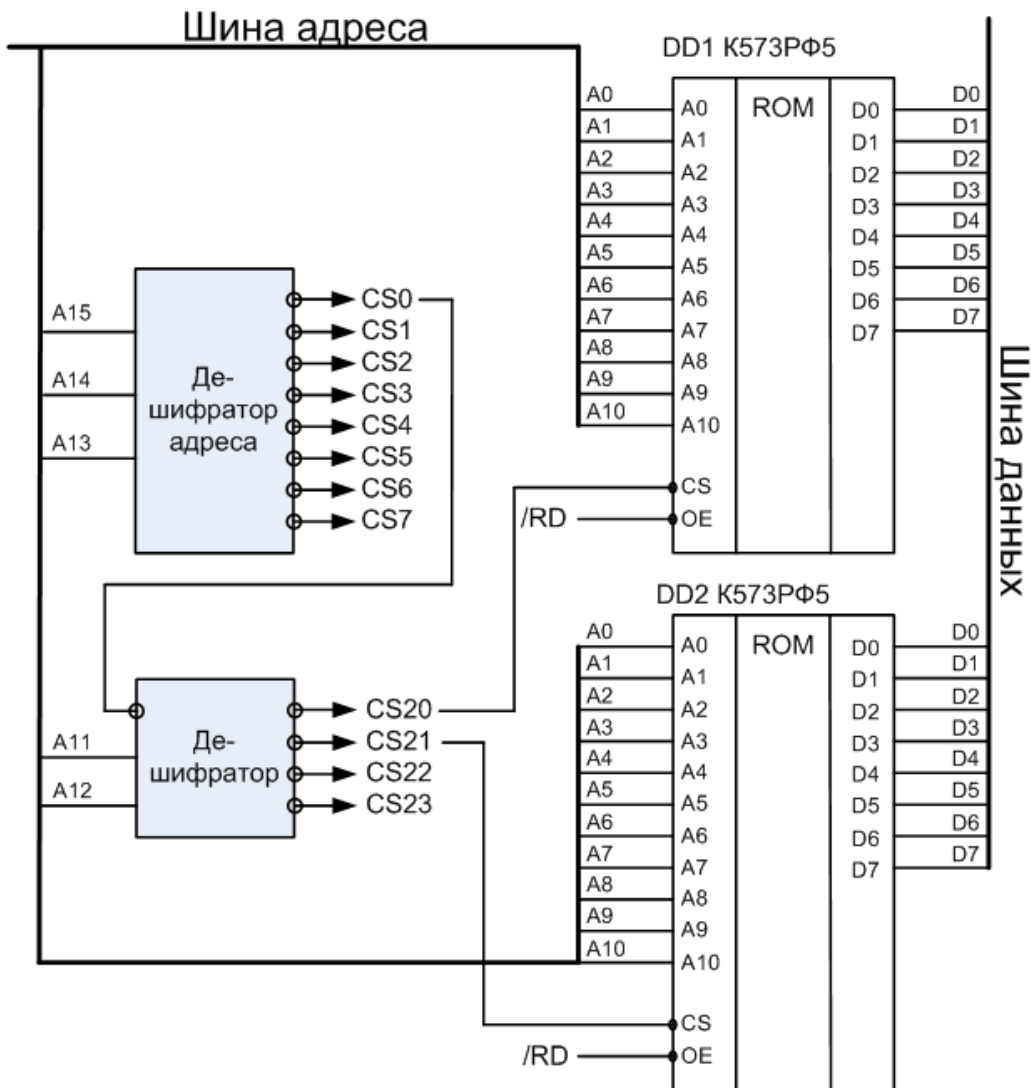 Шина адреса
DD1 К573РФ5
A0
A1
A2
A3
A4
A5
A6
A7
A8
A9
A10
A0
A1
A2
A3
A4
A5
A6
A7
A8
A9
A10
CS
OE
/RD
ROM
D0
D1
D2
D3
D4
D5
D6
D7
D0
D1
D2
D3
D4
D5
D6
D7
Шина данных
A15
A14
A13
Де-
шифратор
адреса
CS0
CS1
CS2
CS3
CS4
CS5
CS6
CS7
A11
A12
Де-
шифратор
CS20
CS21
CS22
CS23
DD2 К573РФ5
A0
A1
A2
A3
A4
A5
A6
A7
A8
A9
A10
A0
A1
A2
A3
A4
A5
A6
A7
A8
A9
A10
CS
OE
/RD
ROM
D0
D1
D2
D3
D4
D5
D6
D7
D0
D1
D2
D3
D4
D5
D6
D7